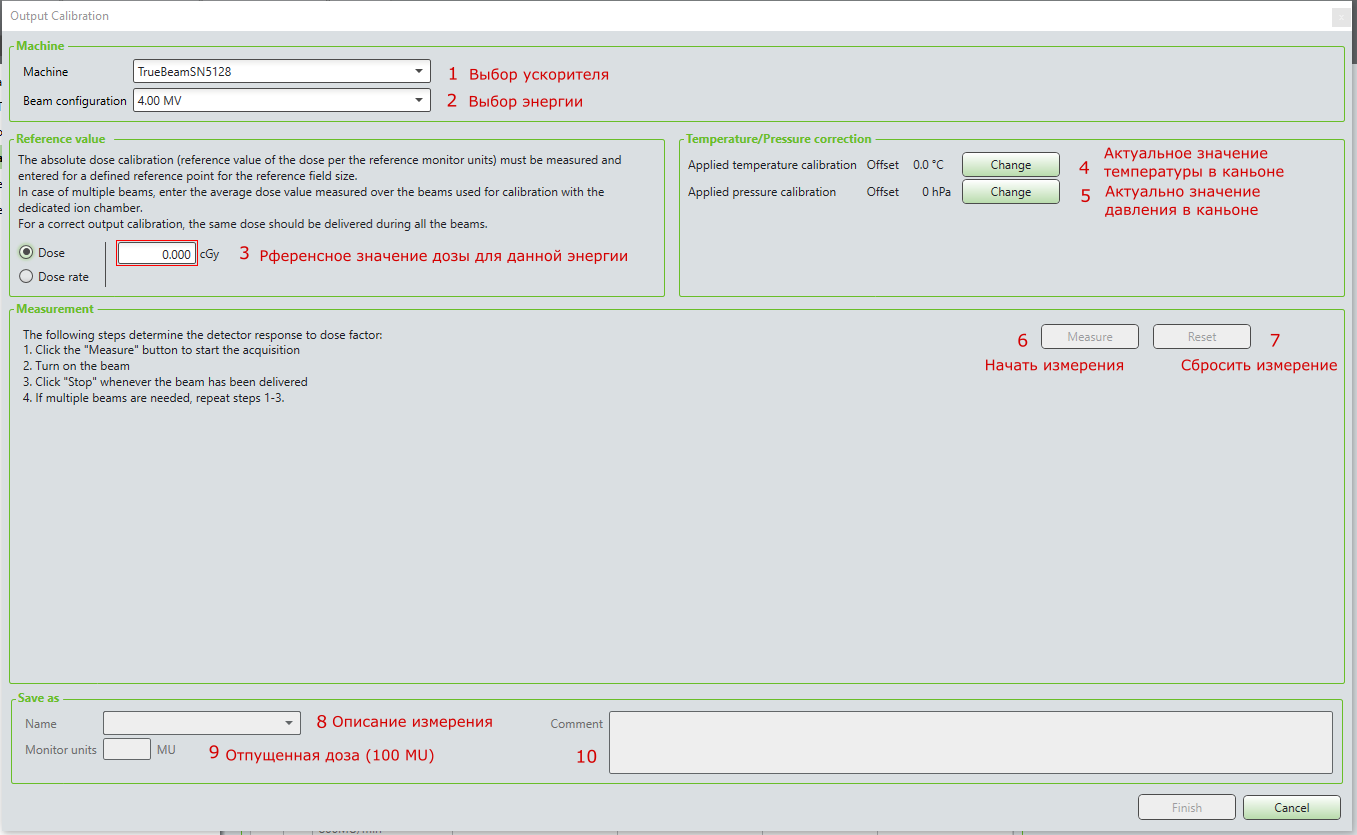 Output Calibration
Machine
Machine
TrueBeamSN5128
1 Выбор ускорителя
Beam configuration
4.00 MV
2 Выбор энергии
Reference value
The absolute dose calibration (reference value of the dose per the reference monitor units) must be measured and
entered for a defined reference point for the reference field size.
In case of multiple beams, enter the average dose value measured over the beams used for calibration with the
dedicated ion chamber.
For a correct output calibration, the same dose should be delivered during all the beams.
Dose
0.000 cGy
3 Рференсное значение дозы для данной энергии
Dose rate
Temperature/Pressure correction
Applied temperature calibration Offset 0.0 °C Change
4 Актуальное значение
температуры в каньоне
Applied pressure calibration Offset 0 hPa Change
5 Актуально значение
давления в каньоне
Measurement
The following steps determine the detector response to dose factor:
1. Click the "Measure" button to start the acquisition
2. Turn on the beam
3. Click "Stop" whenever the beam has been delivered
4. If multiple beams are needed, repeat steps 1-3.
6 Measure Reset 7
Начать измерения Сбросить измерение
Save as
Name
8 Описание измерения
Monitor units MU
9 Отпущенная доза (100 MU)
Comment
10
Finish Cancel